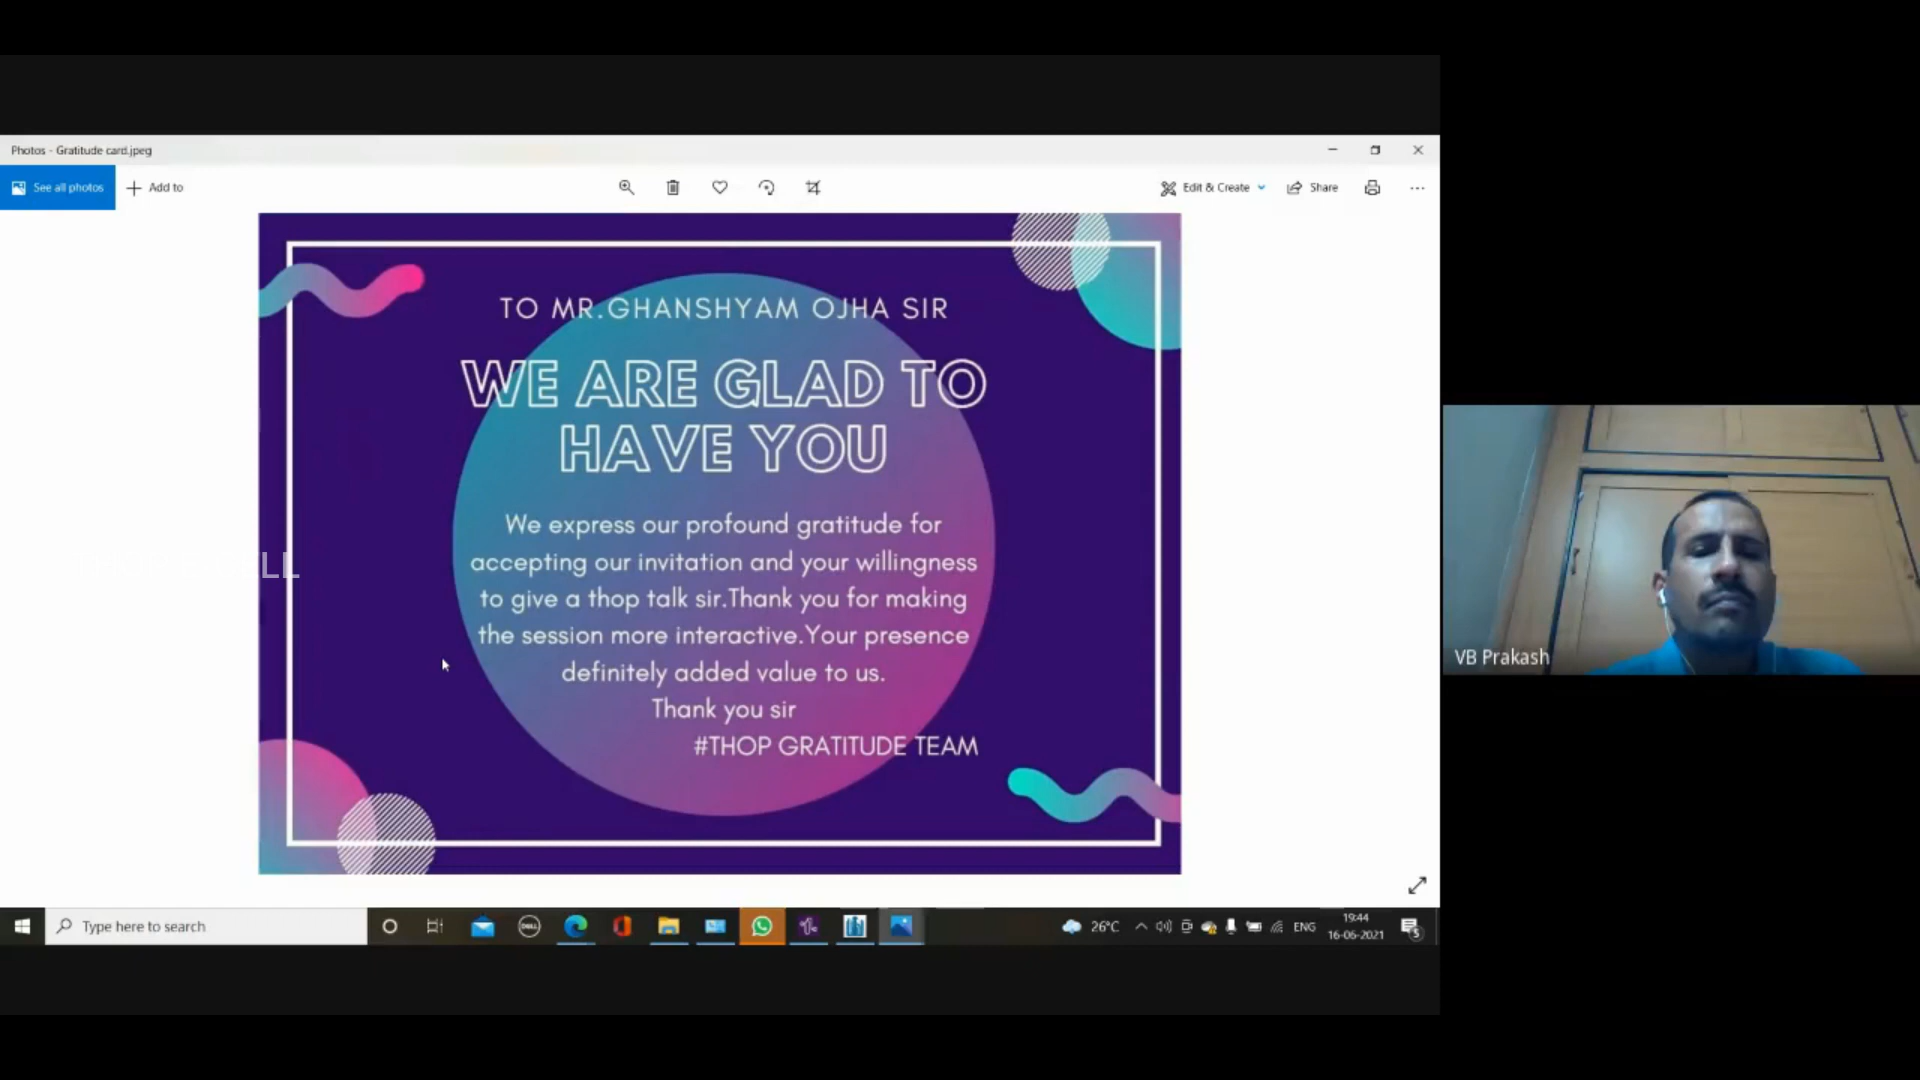 Photos - Gratitude card.jpeg
See all photos
Add to
Edit & Create
Share
TO MR.GHANSHYAM OJHA SIR
WE ARE GLAD TO
HAVE YOU
We express our profound gratitude for
accepting our invitation and your willingness
to give a thop talk sir.Thank you for making
the session more interactive.Your presence
definitely added value to us.
Thank you sir
#THOP GRATITUDE TEAM
VB Prakash
Type here to search
DELL
26°C
ENG
19:44
16-06-2021
5